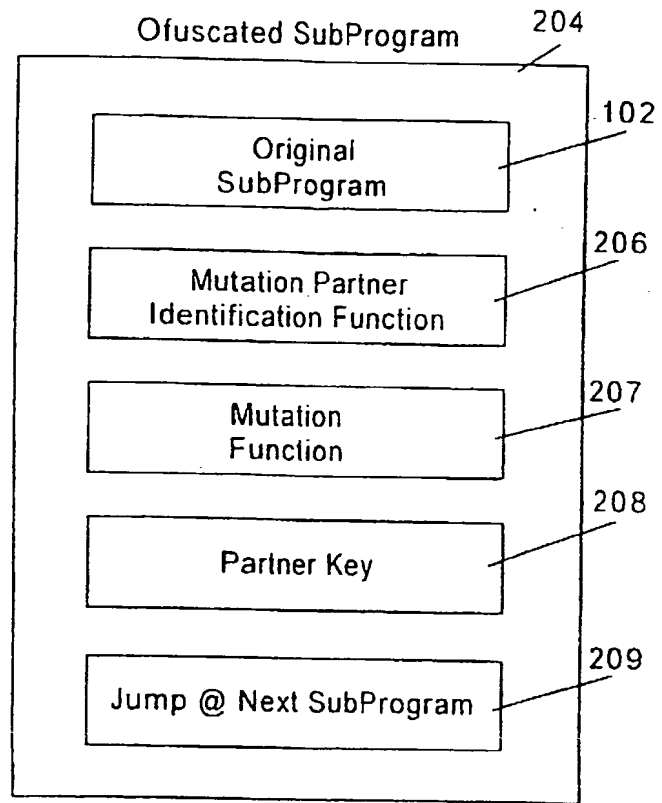 Ofuscated SubProgram
204
Original
SubProgram
102
Mutation Partner
Identification Function
206
Mutation
Function
207
Partner Key
208
Jump @ Next SubProgram
209